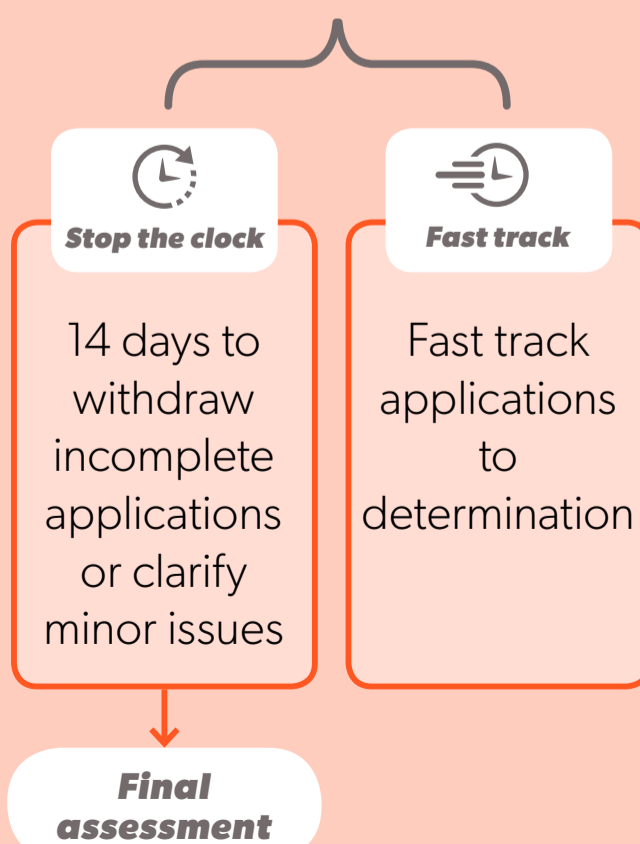 Stop the clock
14 days to
withdraw
incomplete
applications
or clarify
minor issues
Fast track
Fast track
applications
to
determination
Final
assessment